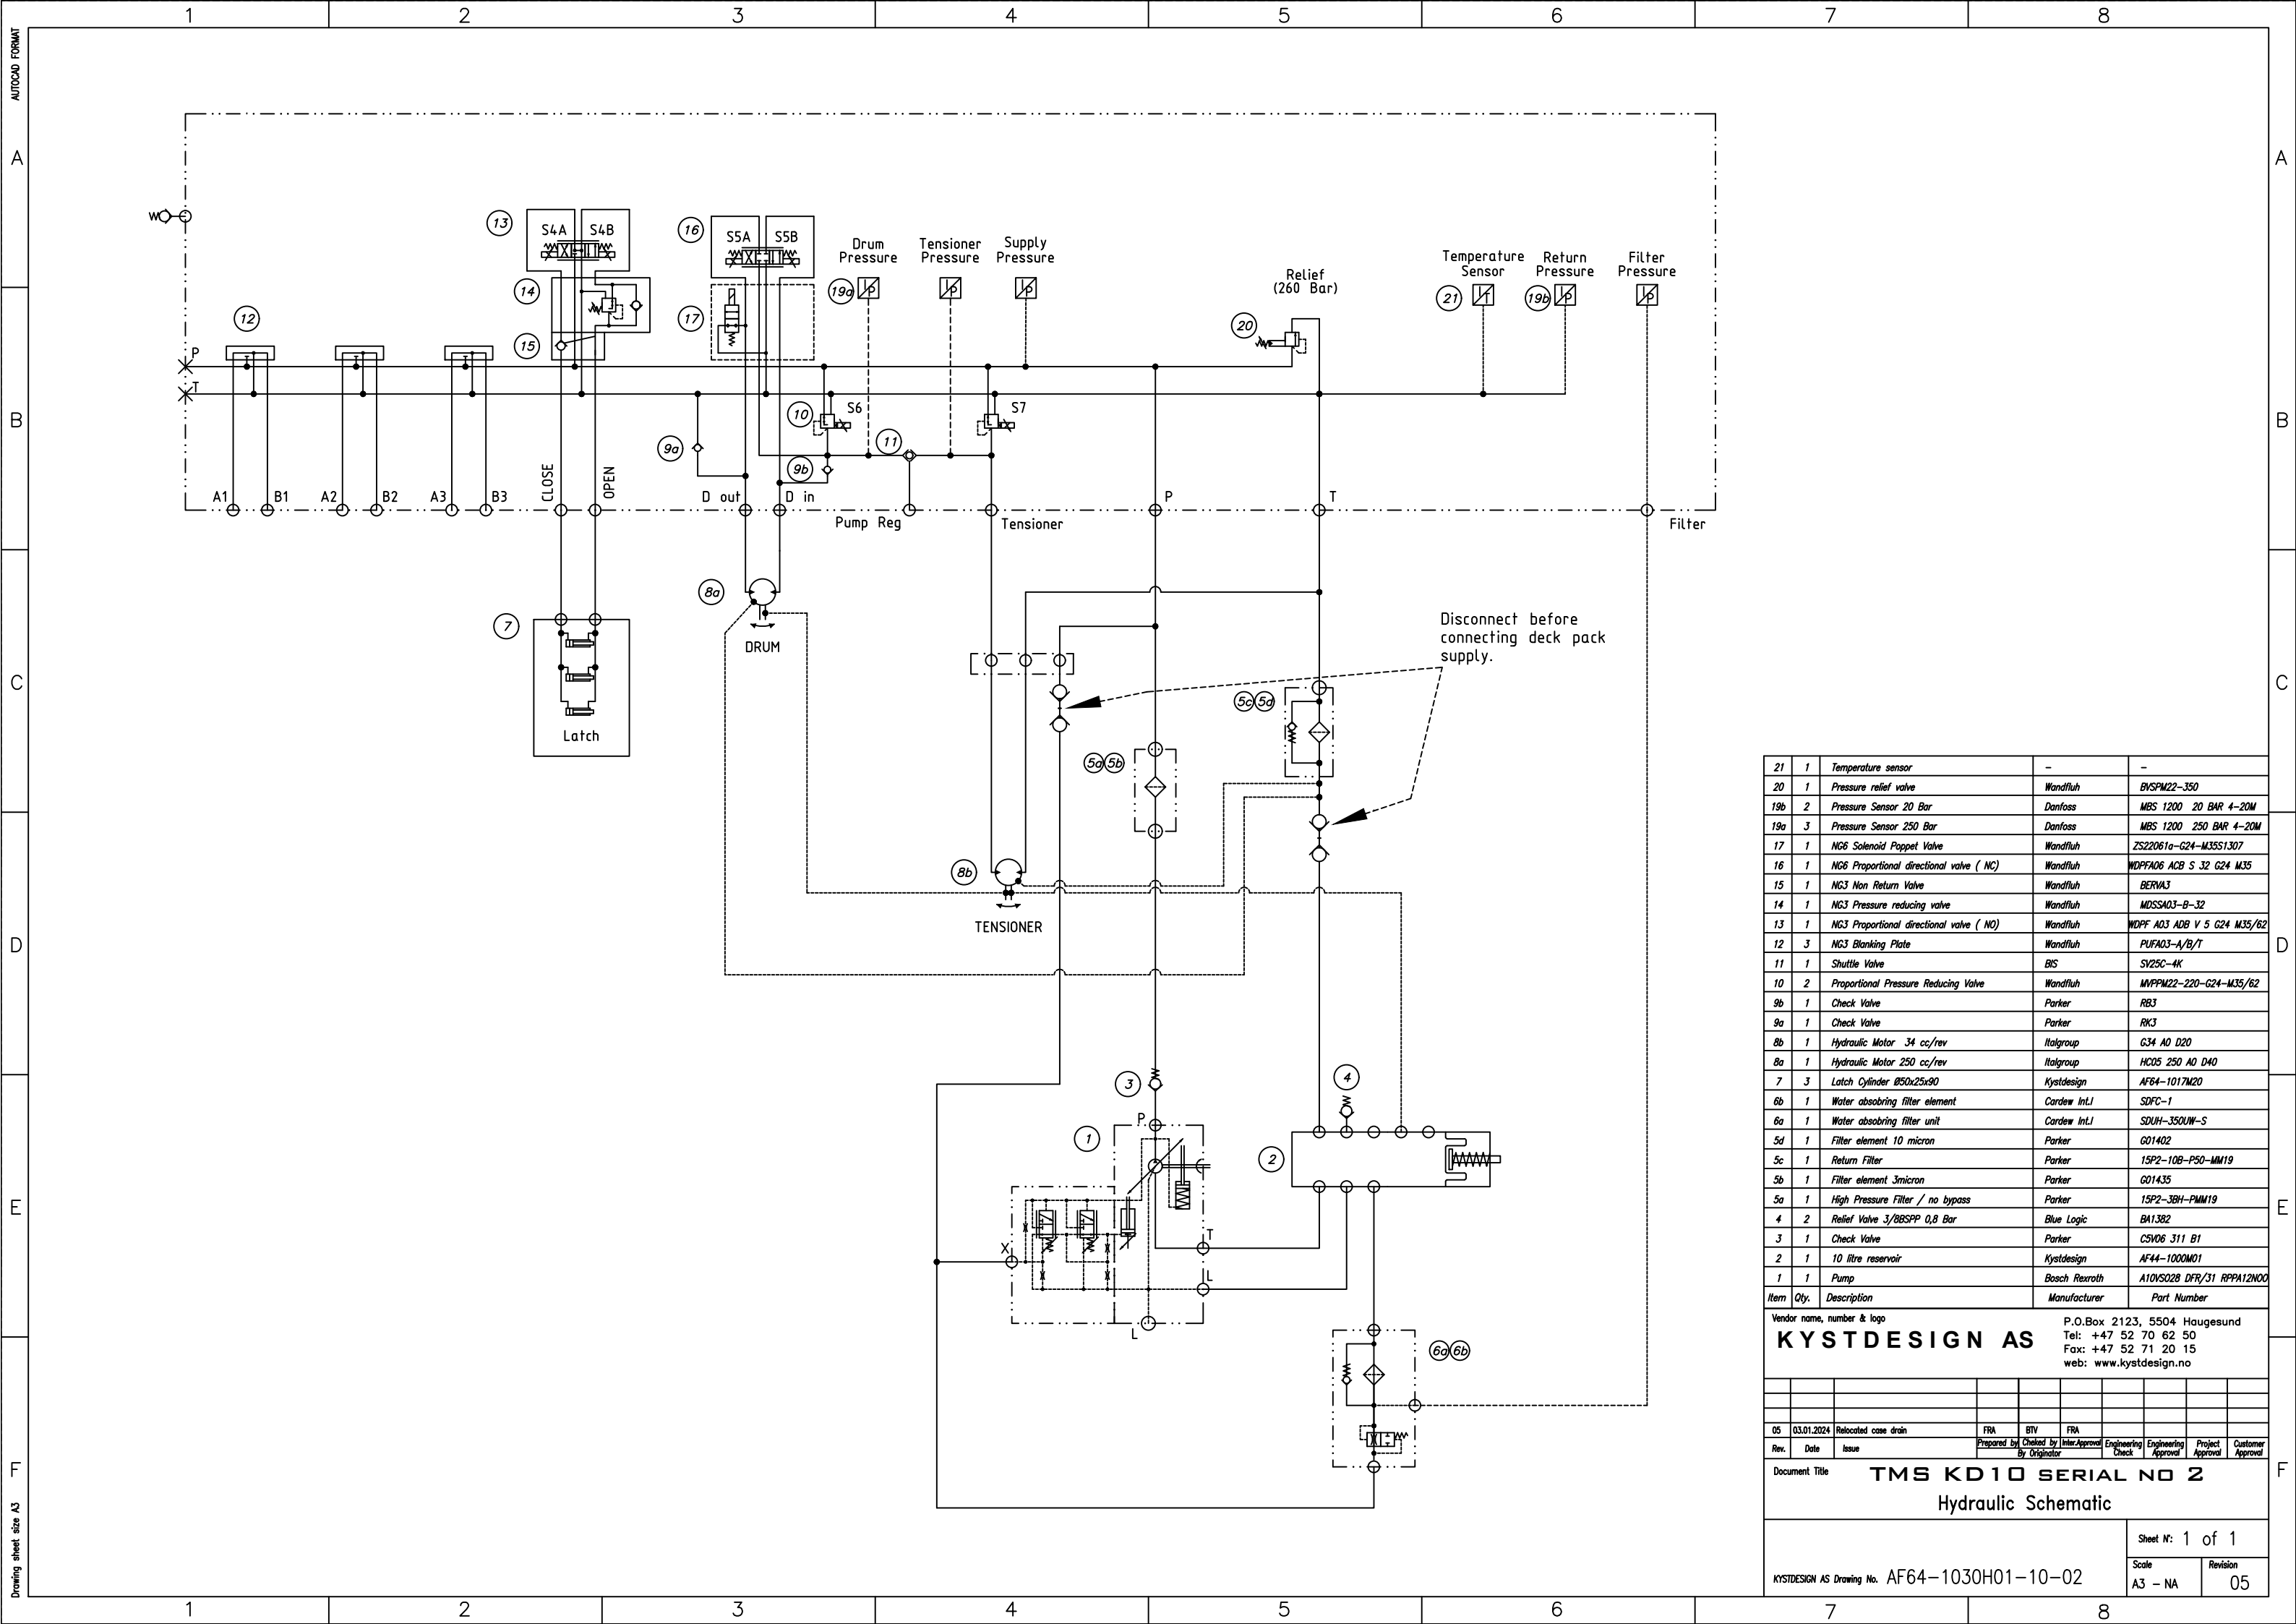 1 2 3 4 5 6 7 8
AUTOCAD FORMAT
A A
B B
C C
D D
E E
F F
13
S4A S4B
14
15
16
S5A S5B
17
Drum
Pressure
19a
Tensioner
Pressure
Supply
Pressure
Relief
(260 Bar)
20
Temperature
Sensor
21
Return
Pressure
19b
Filter
Pressure
12
P
T
10
S6
S7
9a
9b
11
A1 B1 A2 B2 A3 B3
CLOSE
OPEN
D out D in
Pump Reg
Tensioner
P
T
Filter
8a
DRUM
7
Latch
Disconnect before
connecting deck pack
supply.
5c 5d
5a 5b
8b
TENSIONER
3
4
P
1
2
X
T
L
L
6a 6b
21 1 Temperature sensor - -
20 1 Pressure relief valve Wandfluh BVSPM22-350
19b 2 Pressure Sensor 20 Bar Danfoss MBS 1200 20 BAR 4-20M
19a 3 Pressure Sensor 250 Bar Danfoss MBS 1200 250 BAR 4-20M
17 1 NG6 Solenoid Poppet Valve Wandfluh ZS22061a-G24-M35S1307
16 1 NG6 Proportional directional valve ( NC) Wandfluh WDPFA06 ACB S 32 G24 M35
15 1 NG3 Non Return Valve Wandfluh BERVA3
14 1 NG3 Pressure reducing valve Wandfluh MDSSA03-B-32
13 1 NG3 Proportional directional valve ( NO) Wandfluh WDPF A03 ADB V 5 G24 M35/62
12 3 NG3 Blanking Plate Wandfluh PUFA03-A/B/T
11 1 Shuttle Valve BIS SV25C-4K
10 2 Proportional Pressure Reducing Valve Wandfluh MVPPM22-220-G24-M35/62
9b 1 Check Valve Parker RB3
9a 1 Check Valve Parker RK3
8b 1 Hydraulic Motor 34 cc/rev Italgroup G34 A0 D20
8a 1 Hydraulic Motor 250 cc/rev Italgroup HC05 250 A0 D40
7 3 Latch Cylinder Ø50x25x90 Kystdesign AF64-1017M20
6b 1 Water absobring filter element Cardew Int.l SDFC-1
6a 1 Water absobring filter unit Cardew Int.l SDUH-350UW-S
5d 1 Filter element 10 micron Parker G01402
5c 1 Return Filter Parker 15P2-10B-P50-MM19
5b 1 Filter element 3micron Parker G01435
5a 1 High Pressure Filter / no bypass Parker 15P2-3BH-PMM19
4 2 Relief Valve 3/8BSPP 0,8 Bar Blue Logic BA1382
3 1 Check Valve Parker C5V06 311 B1
2 1 10 litre reservoir Kystdesign AF44-1000M01
1 1 Pump Bosch Rexroth A10VSO28 DFR/31 RPPA12NOO
Item Qty. Description Manufacturer Part Number
Vendor name, number & logo
KYSTDESIGN AS
P.O.Box 2123, 5504 Haugesund
Tel: +47 52 70 62 50
Fax: +47 52 71 20 15
web: www.kystdesign.no
05 03.01.2024 Relocated case drain FRA BTV FRA
Rev. Date Issue Prepared by Cheked by Inter.Approval Engineering Check Engineering Approval Project Approval Customer Approval
By Originator
Document Title
TMS KD10 SERIAL NO 2
Hydraulic Schematic
Sheet N°: 1 of 1
Scale
A3 - NA
Revision
05
KYSTDESIGN AS Drawing No. AF64-1030H01-10-02
Drawing sheet size A3
1 2 3 4 5 6 7 8